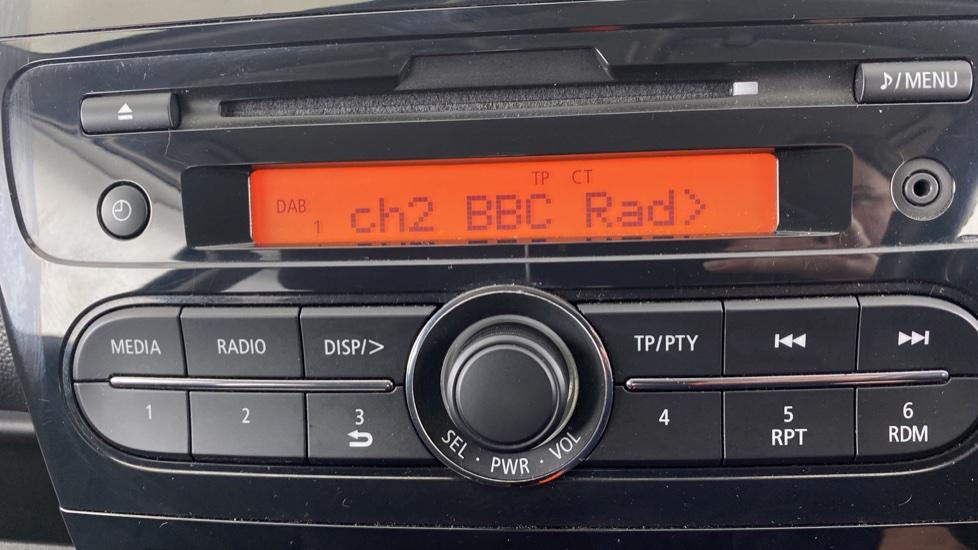 ♪/MENU
TP CT
DAB 1 ch2 BBC Rad>
MEDIA RADIO DISP/> TP/PTY
1 2 3 4 5 6
RPT RDM
SEL · PWR · VOL